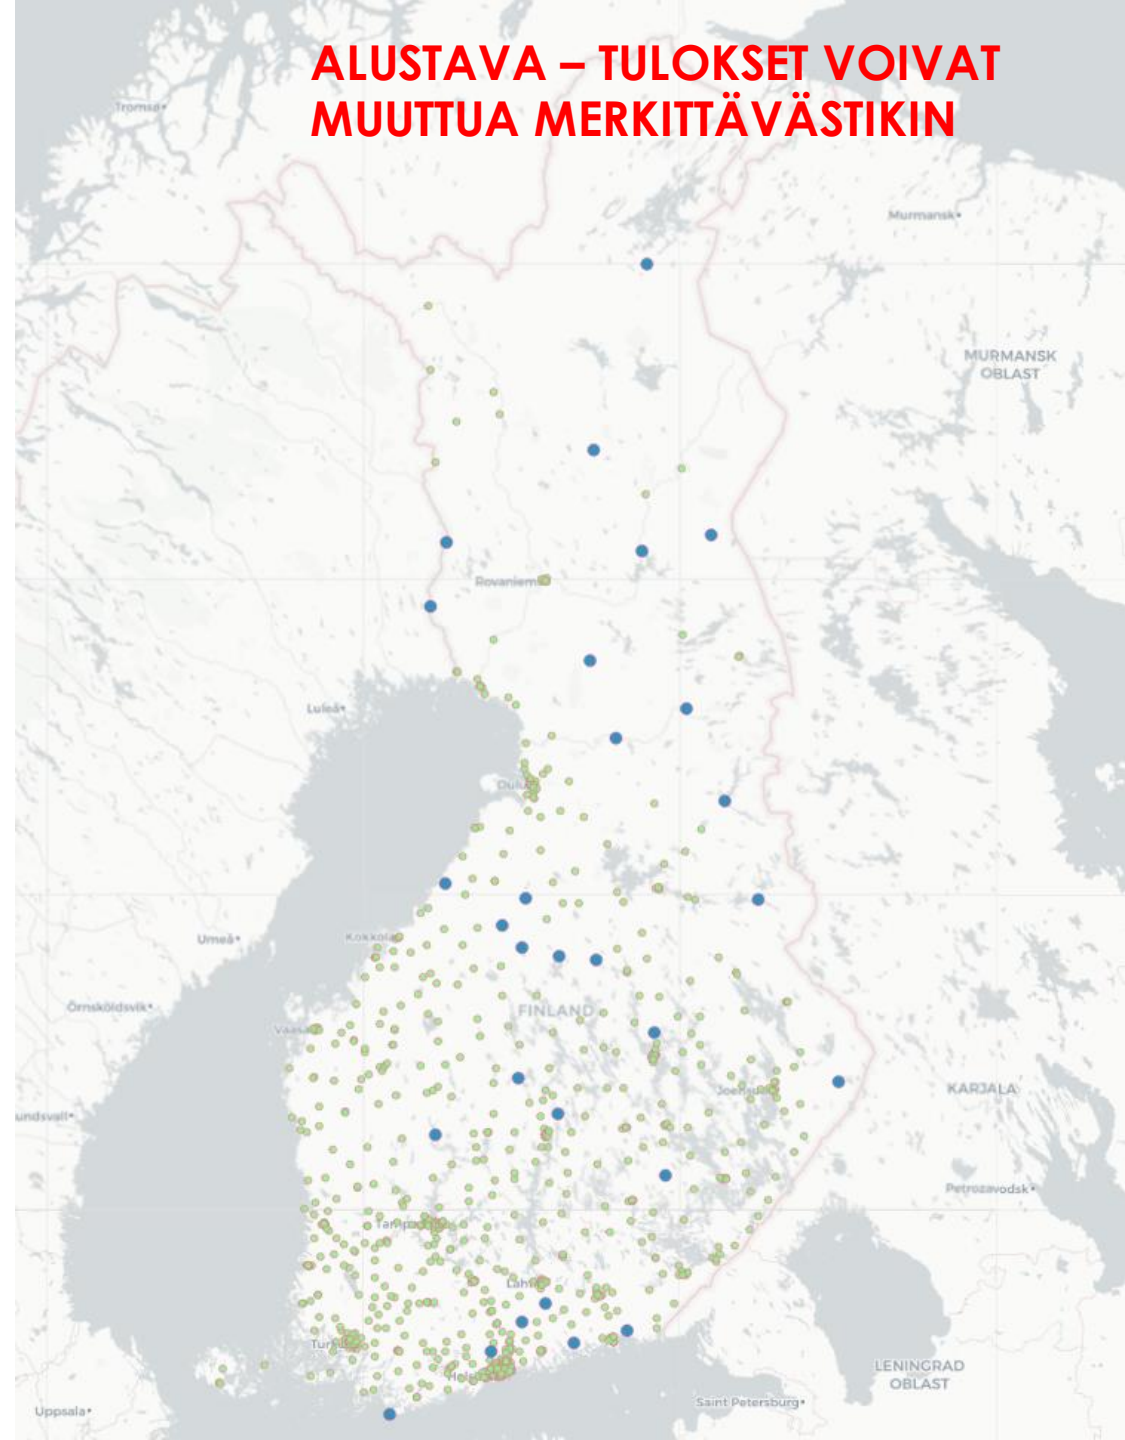 ALUSTAVA – TULOKSET VOIVAT
MUUTTUA MERKITTÄVÄSTIKIN
Tromsø
Murmansk
MURMANSK
OBLAST
Rovaniemi
Luleå
Oulu
Umeå
Kokkola
Örnsköldsvik
FINLAND
Vaasa
Joensuu
KARJALA
undsvall
Petrozavodsk
Tampere
Lahti
Turku
Helsinki
LENINGRAD
OBLAST
Saint Petersburg
Uppsala